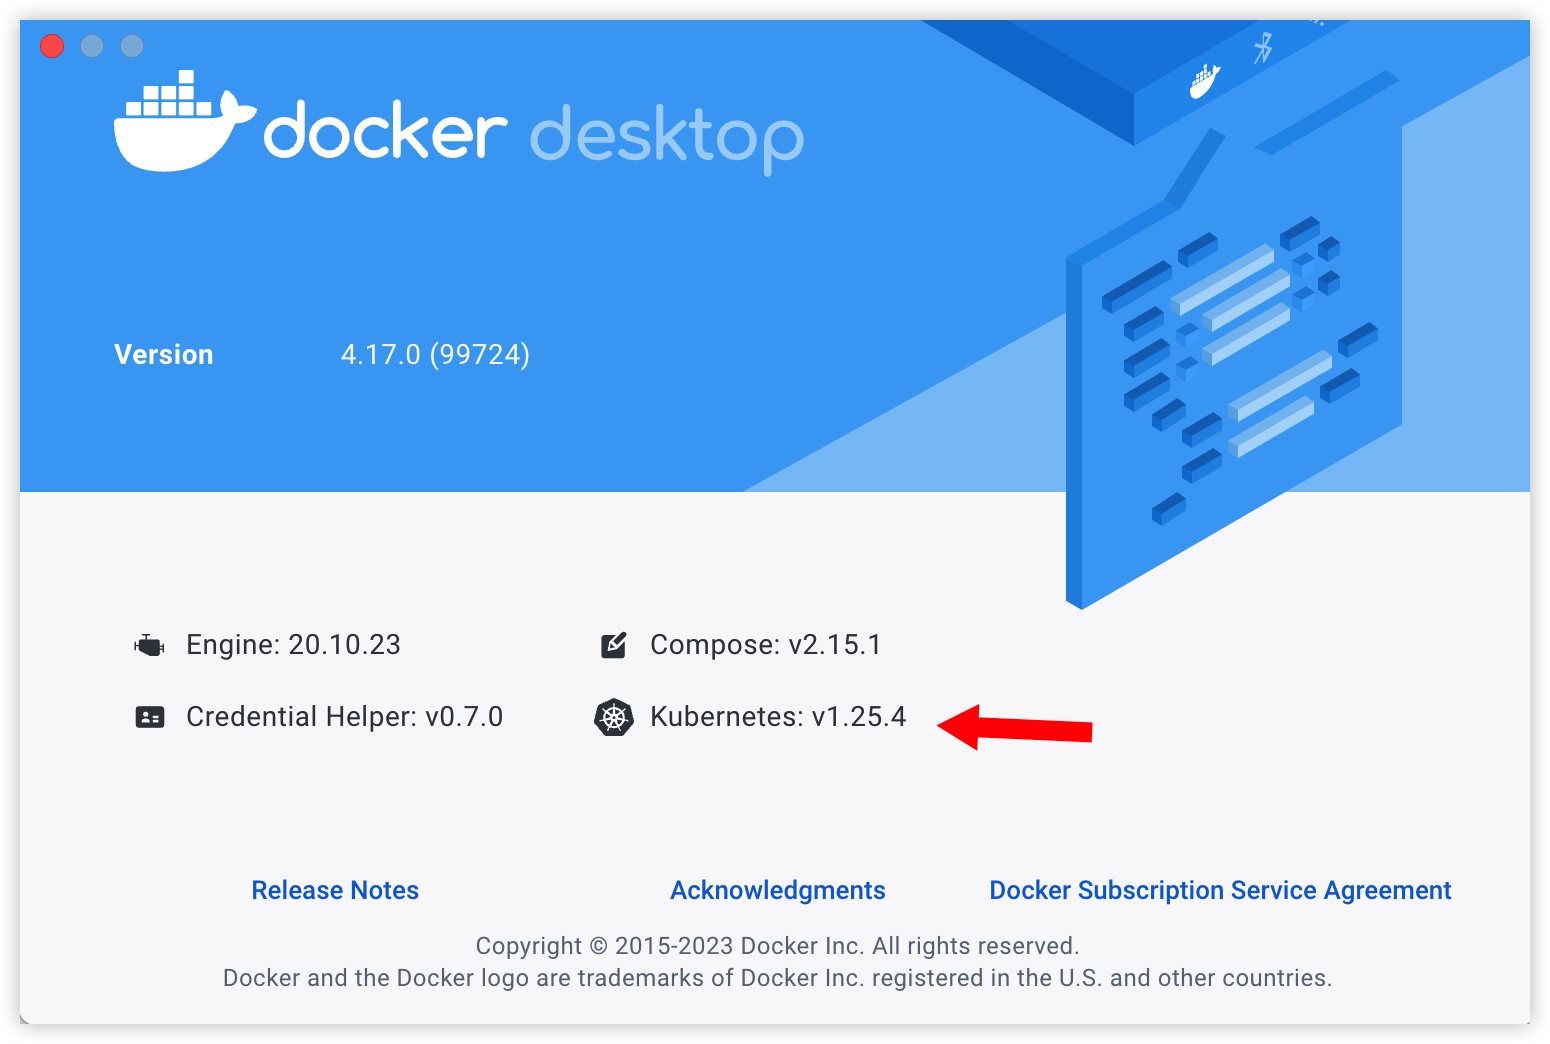 docker desktop
Version 4.17.0 (99724)
Engine: 20.10.23
Compose: v2.15.1
Credential Helper: v0.7.0
Kubernetes: v1.25.4
Release Notes
Acknowledgments
Docker Subscription Service Agreement
Copyright © 2015-2023 Docker Inc. All rights reserved.
Docker and the Docker logo are trademarks of Docker Inc. registered in the U.S. and other countries.